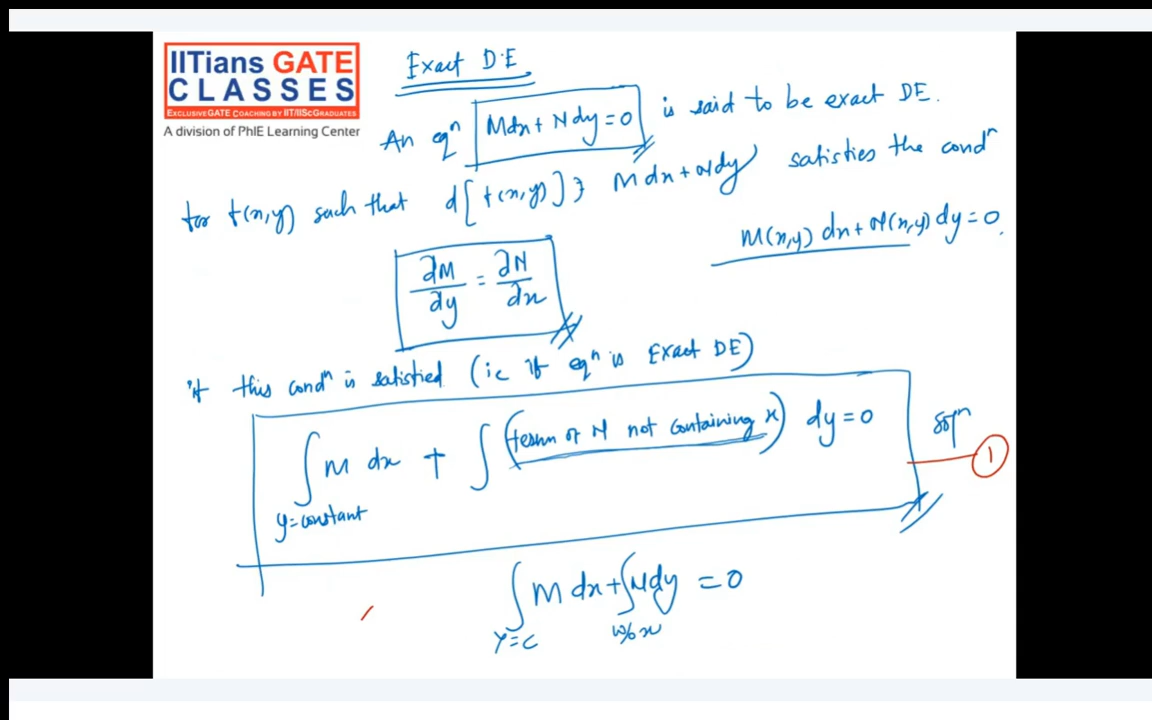 IITians GATE
CLASSES
EXCLUSIVE GATE COACHING BY IIT/IISC GRADUATES
A division of PhIE Learning Center
Exact D.E
An eqⁿ Mdx + Ndy = 0 is said to be exact DE.
for f(x,y) such that d[f(x,y)] } Mdx + Ndy satisfies the condⁿ
M(x,y) dx + N(x,y) dy = 0.
∂M/∂y = ∂N/∂x
if this condⁿ is satisfied (ie if eqⁿ is Exact DE)
∫ M dx + ∫ (term of N not containing x) dy = 0 solⁿ
y = constant
1
∫ M dx + ∫ N dy = 0
Y = C w/o x